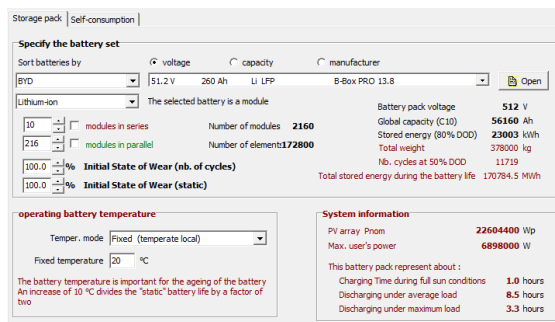 Storage pack Self-consumption
Specify the battery set
Sort batteries by voltage capacity manufacturer
BYD 51.2 V 260 Ah Li LFP B-Box PRO 13.8 Open
Lithium-ion The selected battery is a module
Battery pack voltage 512 V
Global capacity (C10) 56160 Ah
Stored energy (80% DOD) 23003 kWh
Total weight 378000 kg
Nb. cycles at 50% DOD 11719
Total stored energy during the battery life 170784.5 MWh
10 modules in series Number of modules 2160
216 modules in parallel Number of element: 172800
100.0 % Initial State of Wear (nb. of cycles)
100.0 % Initial State of Wear (static)
operating battery temperature
Temper. mode Fixed (temperate local)
Fixed temperature 20 °C
The battery temperature is important for the ageing of the battery
An increase of 10 °C divides the "static" battery life by a factor of
two
System information
PV array Pnom 22604400 Wp
Max. user's power 6898000 W
This battery pack represent about :
Charging Time during full sun conditions 1.0 hours
Discharging under average load 8.5 hours
Discharging under maximum load 3.3 hours